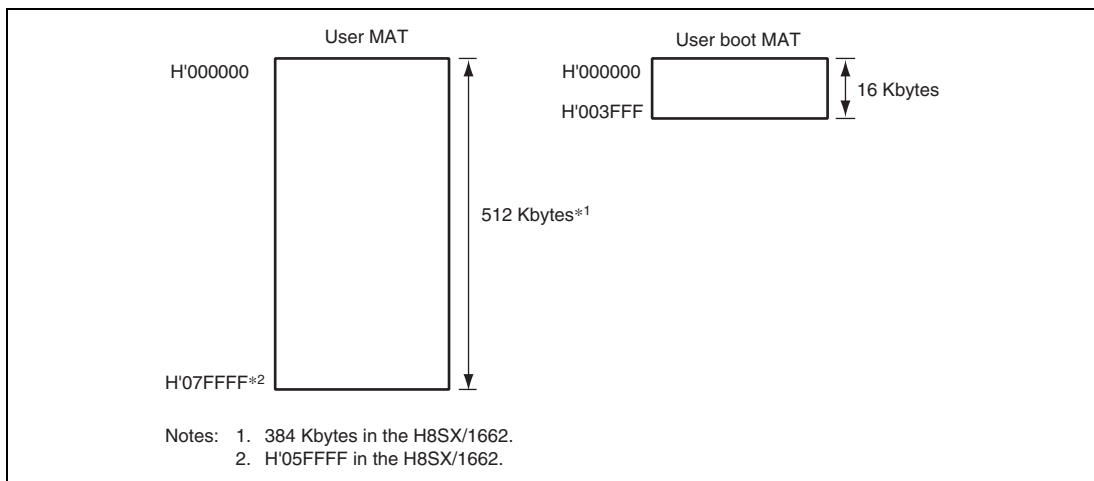 User MAT
H'000000
512 Kbytes*1
H'07FFFF*2
User boot MAT
H'000000
H'003FFF
16 Kbytes
Notes: 1. 384 Kbytes in the H8SX/1662.
2. H'05FFFF in the H8SX/1662.